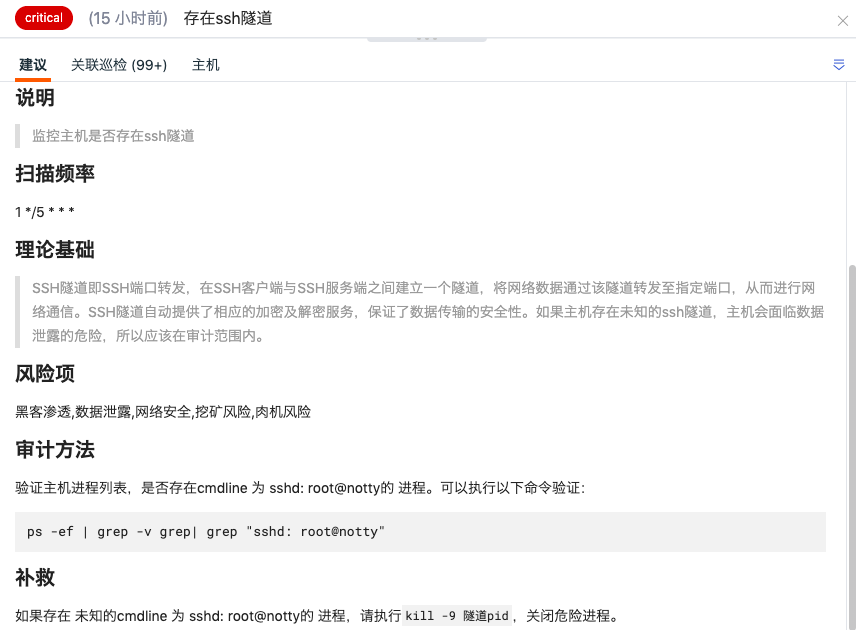 critical (15 小时前) 存在ssh隧道
建议 关联巡检 (99+) 主机
说明
监控主机是否存在ssh隧道
扫描频率
1 */5 * * *
理论基础
SSH隧道即SSH端口转发，在SSH客户端与SSH服务端之间建立一个隧道，将网络数据通过该隧道转发至指定端口，从而进行网
络通信。SSH隧道自动提供了相应的加密及解密服务，保证了数据传输的安全性。如果主机存在未知的ssh隧道，主机会面临数据
泄露的危险，所以应该在审计范围内。
风险项
黑客渗透,数据泄露,网络安全,挖矿风险,肉机风险
审计方法
验证主机进程列表，是否存在cmdline 为 sshd: root@notty的 进程。可以执行以下命令验证：
ps -ef | grep -v grep| grep "sshd: root@notty"
补救
如果存在 未知的cmdline 为 sshd: root@notty的 进程，请执行 kill -9 隧道pid ，关闭危险进程。